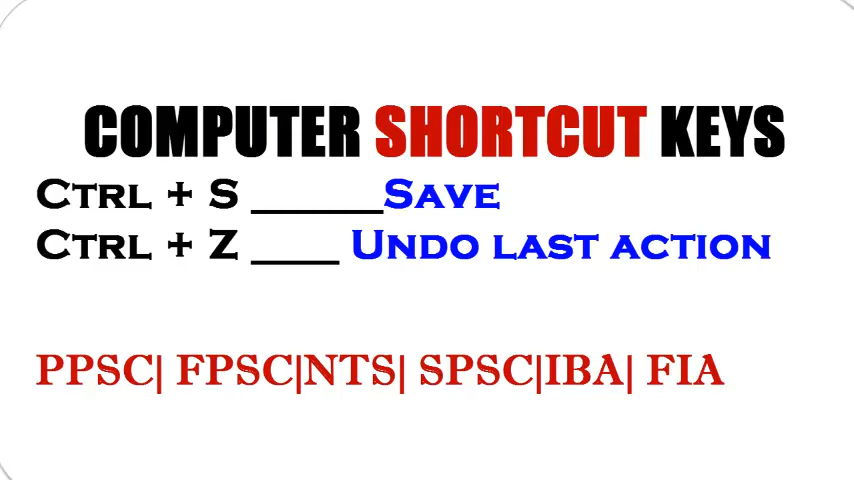 COMPUTER SHORTCUT KEYS
CTRL + S ______SAVE
CTRL + Z ____ UNDO LAST ACTION
PPSC| FPSC|NTS| SPSC|IBA| FIA